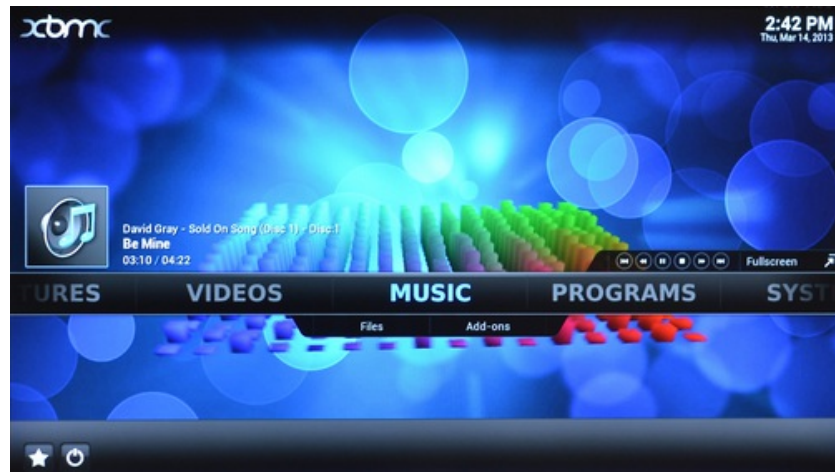 xbmc
2:42 PM
Thu, Mar 14, 2013
David Gray - Sold On Song (Disc 1) - Disc:1
Be Mine
03:10 / 04:22
Fullscreen
TURES
VIDEOS
MUSIC
PROGRAMS
SYST
Files
Add-ons